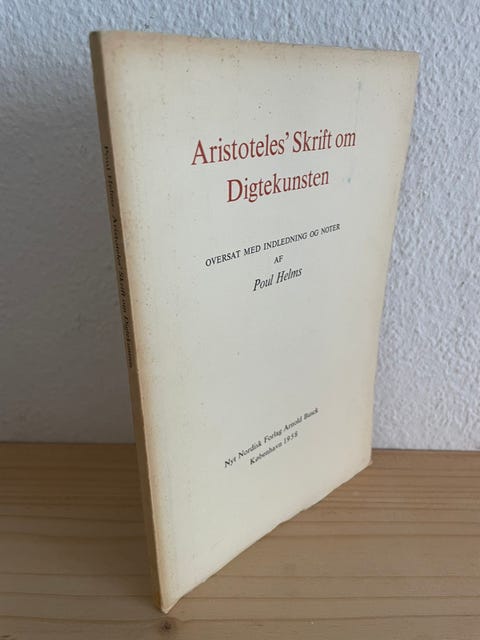 Aristoteles' Skrift om
Digtekunsten
OVERSAT MED INDLEDNING OG NOTER
AF
Poul Helms
Nyt Nordisk Forlag Arnold Busck
København 1958
Poul Helms Aristoteles' Skrift om Digtekunsten